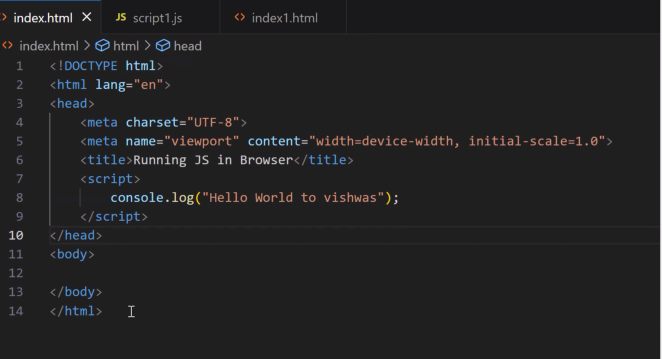 index.html
JS script1.js
<> index1.html
<> index.html > html > head
1 <!DOCTYPE html>
2 <html lang="en">
3 <head>
4     <meta charset="UTF-8">
5     <meta name="viewport" content="width=device-width, initial-scale=1.0">
6     <title>Running JS in Browser</title>
7     <script>
8         console.log("Hello World to vishwas");
9     </script>
10 </head>
11 <body>
12
13 </body>
14 </html>